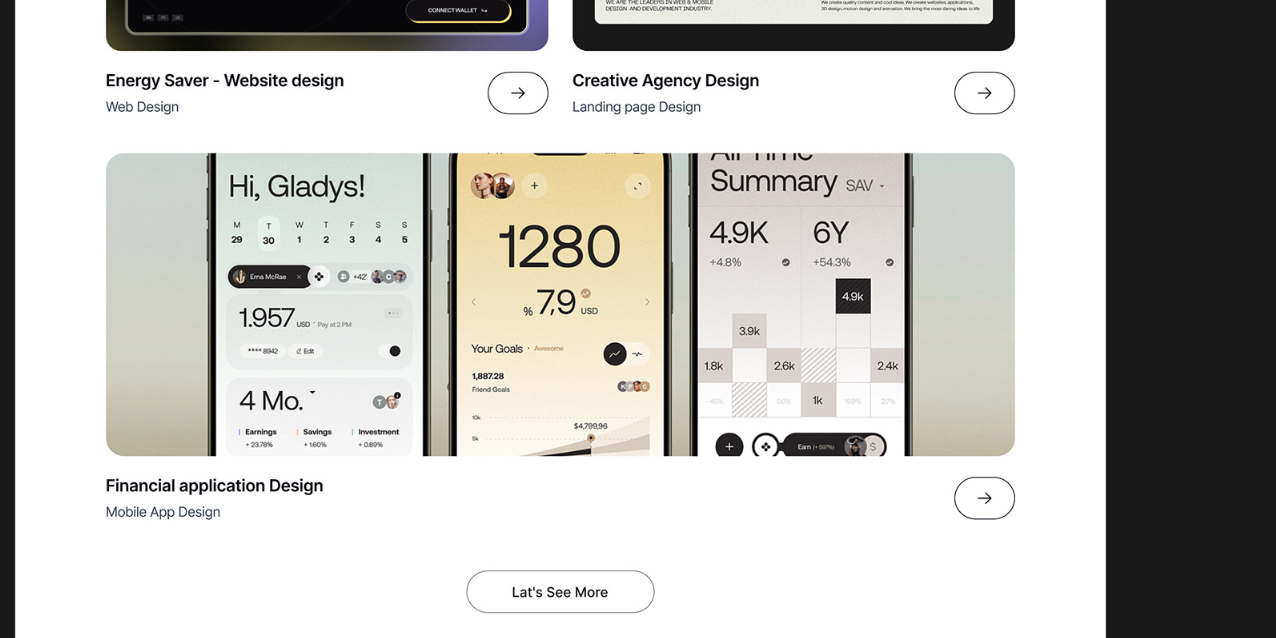 CONNECT WALLET
WE ARE THE LEADERS IN WEB & MOBILE
DESIGN AND DEVELOPMENT INDUSTRY.
We create quality content and cool ideas. We create websites, applications,
3D design, motion design and animation. We bring the most daring ideas to life
Energy Saver - Website design
Web Design
Creative Agency Design
Landing page Design
Hi, Gladys!
M T W T F S S
29 30 1 2 3 4 5
Erna McRae × +42' C
1.957 USD Pay at 2 PM
**** 8942 Edit
4 Mo. T
Earnings Savings Investment
+ 23.78% + 1.60% + 0.89%
+
1280
% 7,9 USD
Your Goals • Awesome
1,887.28
Friend Goals
10k
$4,799.96
5k
All Time
Summary SAV
4.9K 6Y
+4.8% +54.3%
4.9k
3.9k
1.8k 2.6k 2.4k
1k
+ Earn $
Financial application Design
Mobile App Design
Lat's See More